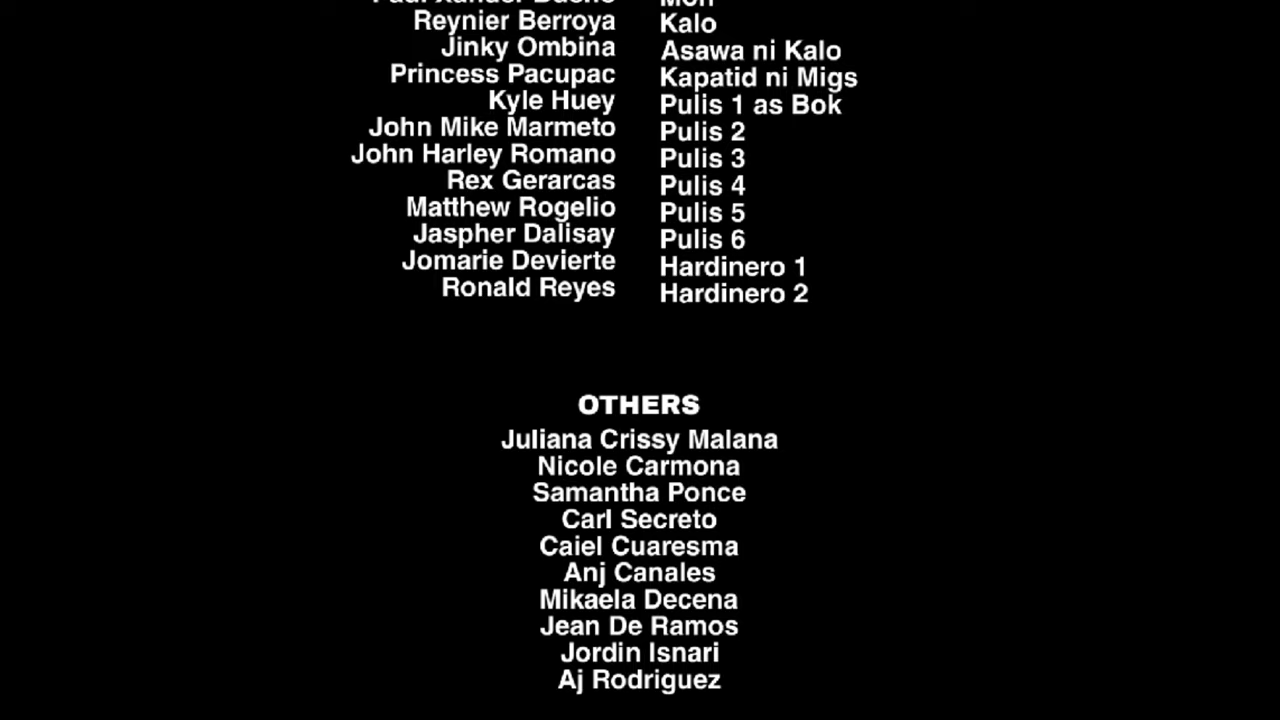 Reynier Berroya Kalo
Jinky Ombina Asawa ni Kalo
Princess Pacupac Kapatid ni Migs
Kyle Huey Pulis 1 as Bok
John Mike Marmeto Pulis 2
John Harley Romano Pulis 3
Rex Gerarcas Pulis 4
Matthew Rogelio Pulis 5
Jaspher Dalisay Pulis 6
Jomarie Devierte Hardinero 1
Ronald Reyes Hardinero 2
OTHERS
Juliana Crissy Malana
Nicole Carmona
Samantha Ponce
Carl Secreto
Caiel Cuaresma
Anj Canales
Mikaela Decena
Jean De Ramos
Jordin Isnari
Aj Rodriguez